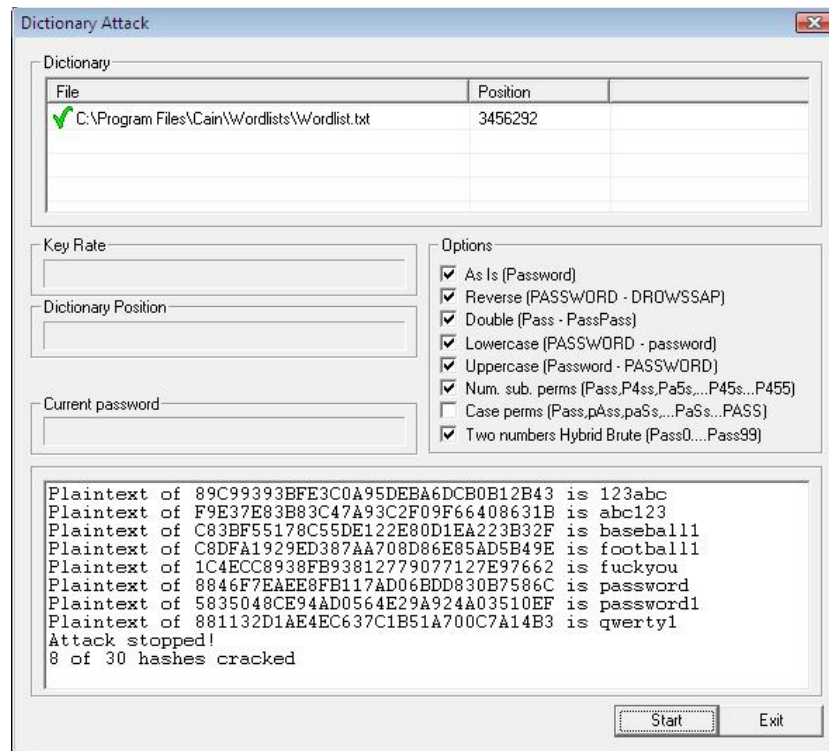 Dictionary Attack
Dictionary
File Position
C:\Program Files\Cain\Wordlists\Wordlist.txt 3456292
Key Rate
Dictionary Position
Current password
Options
As Is (Password)
Reverse (PASSWORD - DROWSSAP)
Double (Pass - PassPass)
Lowercase (PASSWORD - password)
Uppercase (Password - PASSWORD)
Num. sub. perms (Pass,P4ss,Pa5s,...P45s...P455)
Case perms (Pass,pAss,paSs,...PaSs...PASS)
Two numbers Hybrid Brute (Pass0....Pass99)
Plaintext of 89C99393BFE3C0A95DEBA6DCB0B12B43 is 123abc
Plaintext of F9E37E83B83C47A93C2F09F66408631B is abc123
Plaintext of C83BF55178C55DE122E80D1EA223B32F is baseball1
Plaintext of C8DFA1929ED387AA708D86E85AD5B49E is football1
Plaintext of 1C4ECC8938FB93812779077127E97662 is fuckyou
Plaintext of 8846F7EAEE8FB117AD06BDD830B7586C is password
Plaintext of 5835048CE94AD0564E29A924A03510EF is password1
Plaintext of 881132D1AE4EC637C1B51A700C7A14B3 is qwerty1
Attack stopped!
8 of 30 hashes cracked
Start Exit